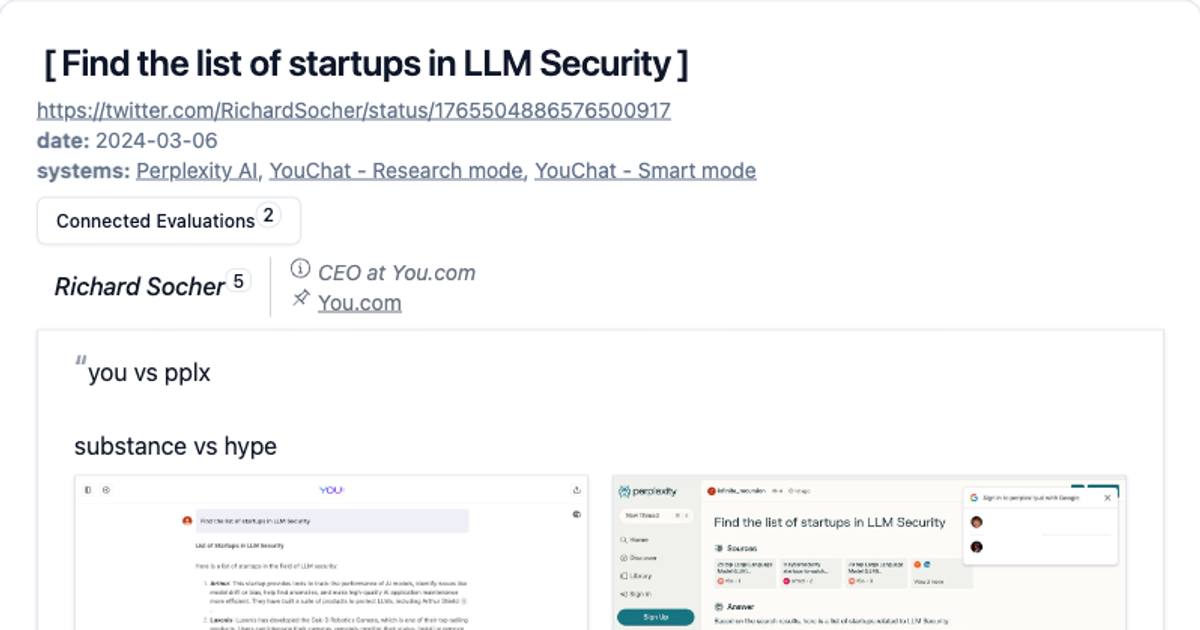 [ Find the list of startups in LLM Security ]
https://twitter.com/RichardSocher/status/1765504886576500917
date: 2024-03-06
systems: Perplexity AI, YouChat - Research mode, YouChat - Smart mode
Connected Evaluations 2
Richard Socher 5
CEO at You.com
You.com
“you vs pplx
substance vs hype
YOU
Find the list of startups in LLM Security
List of Startups in LLM Security
Here is a list of startups in the field of LLM security:
1. Arthur: This startup provides tools to track the performance of AI models, identify issues like
model drift or bias, help find anomalies, and make high-quality AI application maintenance
more efficient. They have built a suite of products to protect LLMs, including Arthur Shield
2. Luxonis: Luxonis has developed the Oak-D Robotics Camera, which is one of their top-selling
perplexity
New Thread
Home
Discover
Library
Sign in
Sign Up
infinite_recursion
Find the list of startups in LLM Security
Sources
View 2 more
Answer
Based on the search results, here is a list of startups related to LLM Security
Sign in to perplexity.ai with Google